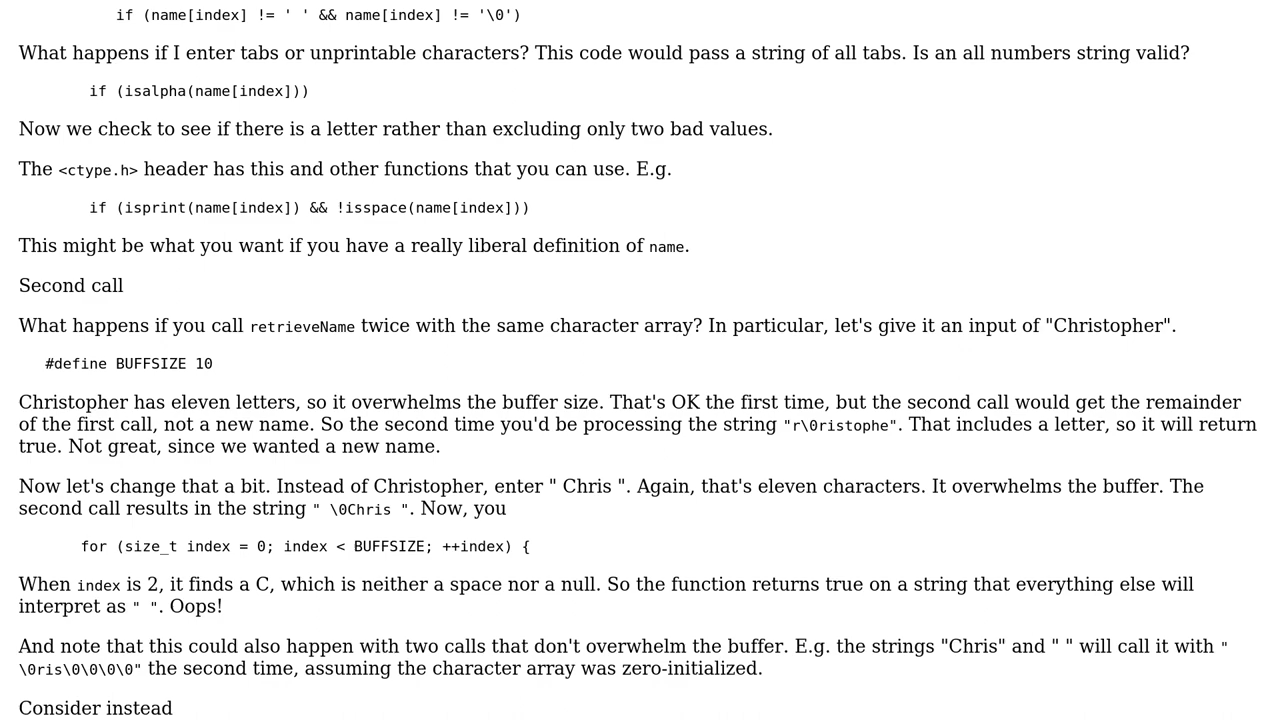 if (name[index] != ' ' && name[index] != '\0')
What happens if I enter tabs or unprintable characters? This code would pass a string of all tabs. Is an all numbers string valid?
if (isalpha(name[index]))
Now we check to see if there is a letter rather than excluding only two bad values.
The <ctype.h> header has this and other functions that you can use. E.g.
if (isprint(name[index]) && !isspace(name[index]))
This might be what you want if you have a really liberal definition of name.
Second call
What happens if you call retrieveName twice with the same character array? In particular, let's give it an input of "Christopher".
#define BUFFSIZE 10
Christopher has eleven letters, so it overwhelms the buffer size. That's OK the first time, but the second call would get the remainder
of the first call, not a new name. So the second time you'd be processing the string "r\0ristophe". That includes a letter, so it will return
true. Not great, since we wanted a new name.
Now let's change that a bit. Instead of Christopher, enter " Chris ". Again, that's eleven characters. It overwhelms the buffer. The
second call results in the string " \0Chris ". Now, you
for (size_t index = 0; index < BUFFSIZE; ++index) {
When index is 2, it finds a C, which is neither a space nor a null. So the function returns true on a string that everything else will
interpret as " ". Oops!
And note that this could also happen with two calls that don't overwhelm the buffer. E.g. the strings "Chris" and " " will call it with "
\0ris\0\0\0\0" the second time, assuming the character array was zero-initialized.
Consider instead